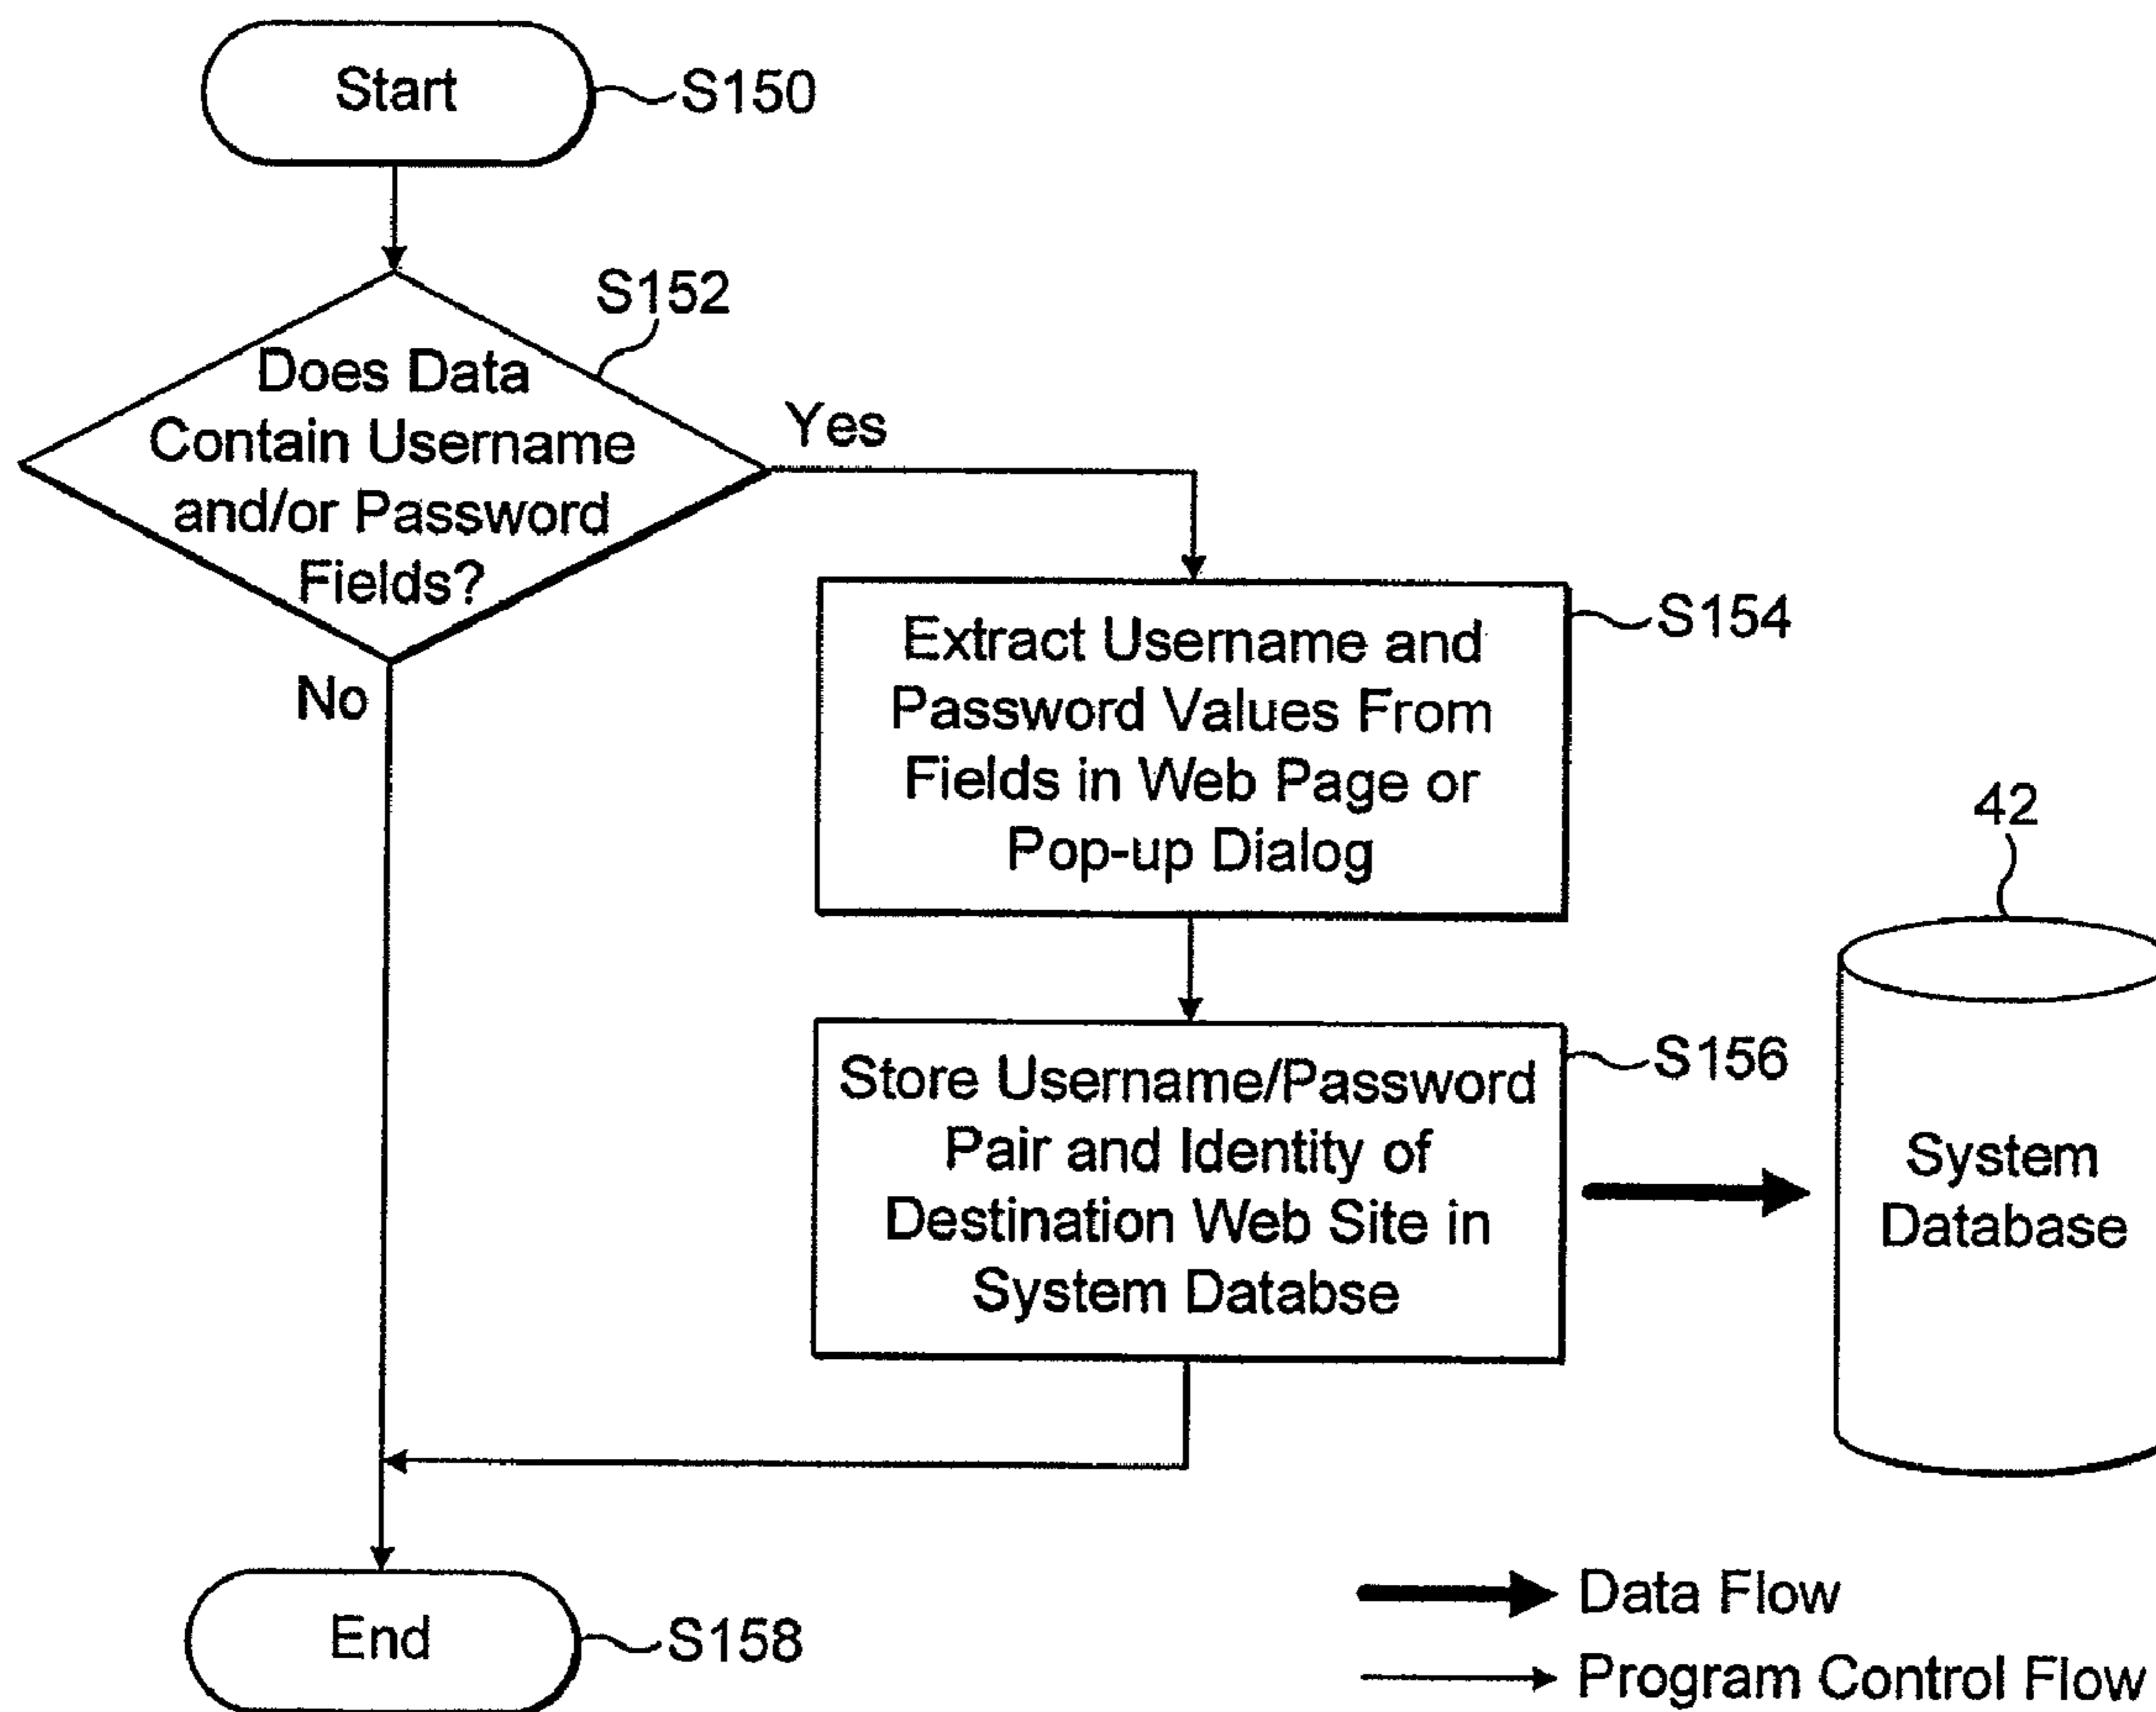 Start
S150
S152
Does Data
Contain Username
and/or Password
Fields?
Yes
No
Extract Username and
Password Values From
Fields in Web Page or
Pop-up Dialog
S154
42
Store Username/Password
Pair and Identity of
Destination Web Site in
System Databse
S156
System
Database
End
S158
Data Flow
Program Control Flow